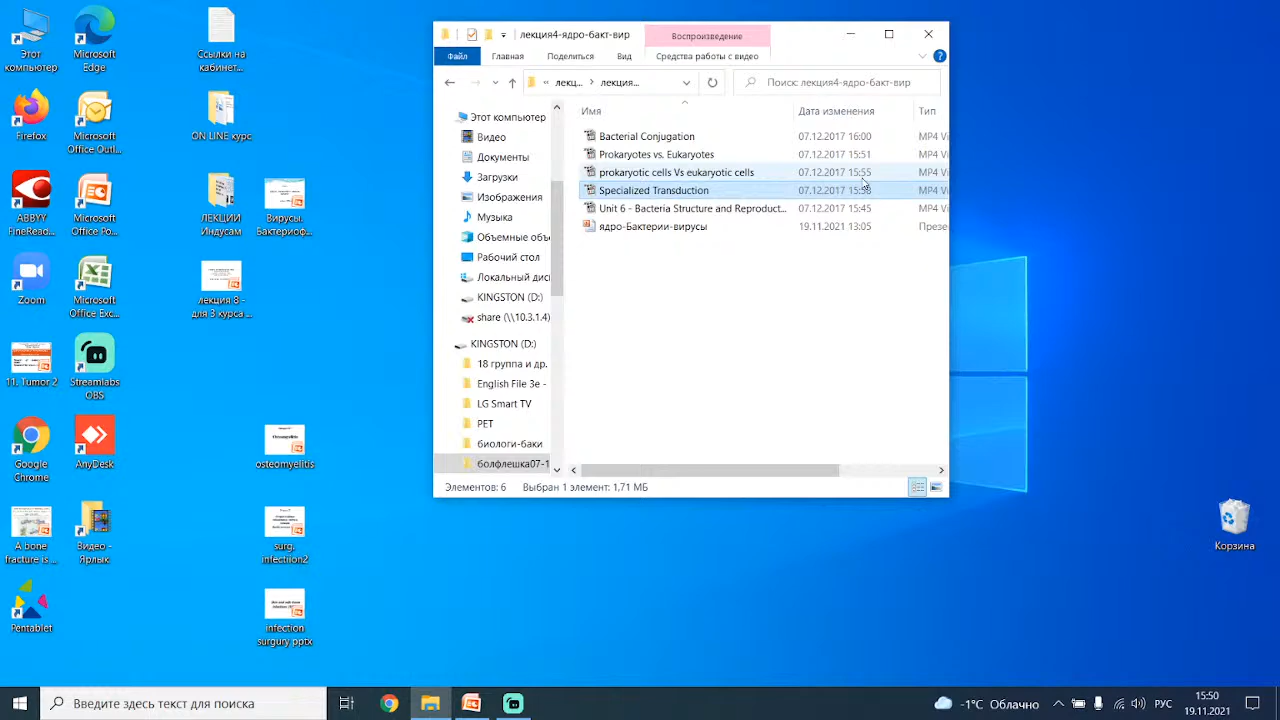 Этот компьютер
Microsoft Edge
Ссылки на кабинет...
Firefox
Microsoft Office Outl...
ON LINE курс
ABBYY FineRead...
Microsoft Office Po...
ЛЕКЦИИ Индусам
Вирусы. Бактериоф...
Zoom
Microsoft Office Exc...
лекция 8 - для 3 курса ...
11. Tumor 2
Streamlabs OBS
Google Chrome
AnyDesk
osteomyelitis
A bone fracture is ...
Видео - Ярлык
surg. infectiion2
Pentablet
infection surgury pptx
Корзина
лекция4-ядро-бакт-вир
Воспроизведение
Файл
Главная
Поделиться
Вид
Средства работы с видео
лекц...
лекция...
Поиск: лекция4-ядро-бакт-вир
Этот компьютер
Видео
Документы
Загрузки
Изображения
Музыка
Объемные объ
Рабочий стол
Локальный дис
KINGSTON (D:)
share (\\10.3.1.4)
KINGSTON (D:)
18 группа и др.
English File 3e -
LG Smart TV
PET
биологи-баки
болфлешка07-1
Имя Дата изменения Тип
Bacterial Conjugation 07.12.2017 16:00 MP4 Vi
Prokaryotes vs. Eukaryotes 07.12.2017 15:51 MP4 Vi
prokaryotic cells Vs eukaryotic cells 07.12.2017 15:55 MP4 Vi
Specialized Transduction 07.12.2017 MP4 Vi
Unit 6 - Bacteria Structure and Reproduct... 07.12.2017 15:45 MP4 Vi
ядро-Бактерии-вирусы 19.11.2021 13:05 Презе
Элементов: 6 Выбран 1 элемент: 1,71 МБ
Введите здесь текст для поиска
-1°C Облачно
РУС
15:50
19.11.2021